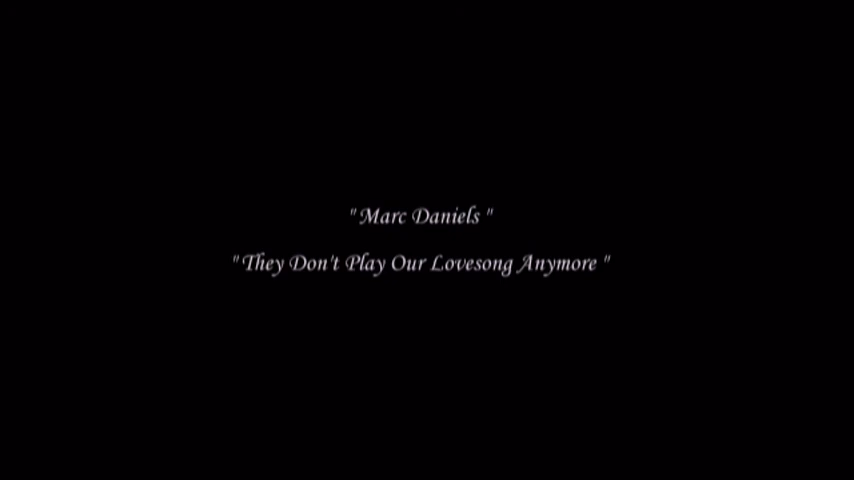 " Marc Daniels "
" They Don't Play Our Lovesong Anymore "